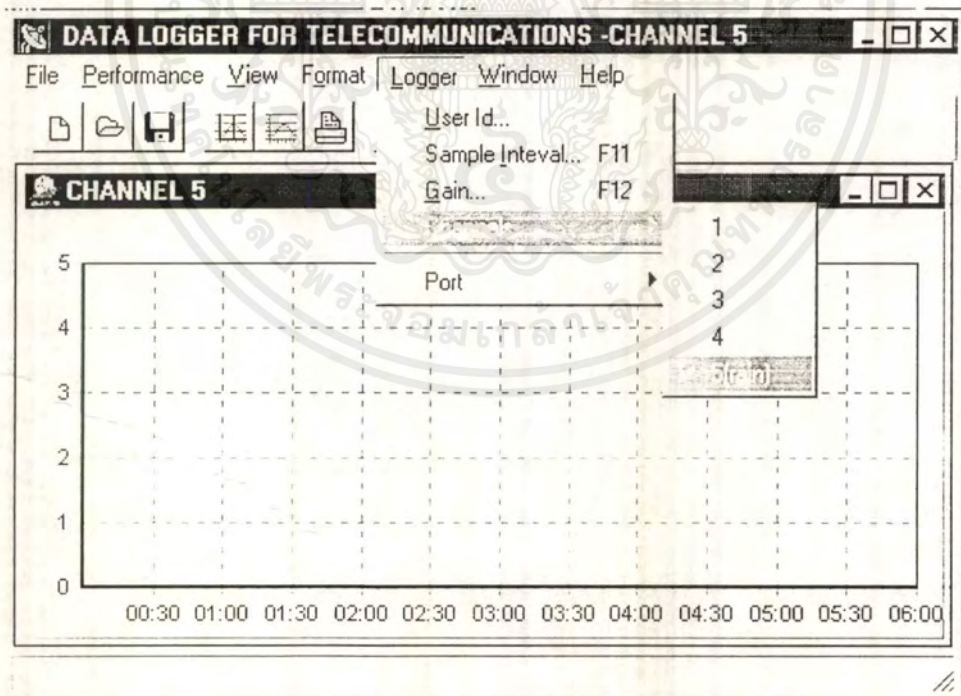 DATA LOGGER FOR TELECOMMUNICATIONS -CHANNEL 5
File Performance View Format Logger Window Help
User Id...
Sample Inteval... F11
Gain... F12
Port
1
2
3
4
5(rain)
CHANNEL 5
5
4
3
2
1
0
00:30 01:00 01:30 02:00 02:30 03:00 03:30 04:00 04:30 05:00 05:30 06:00